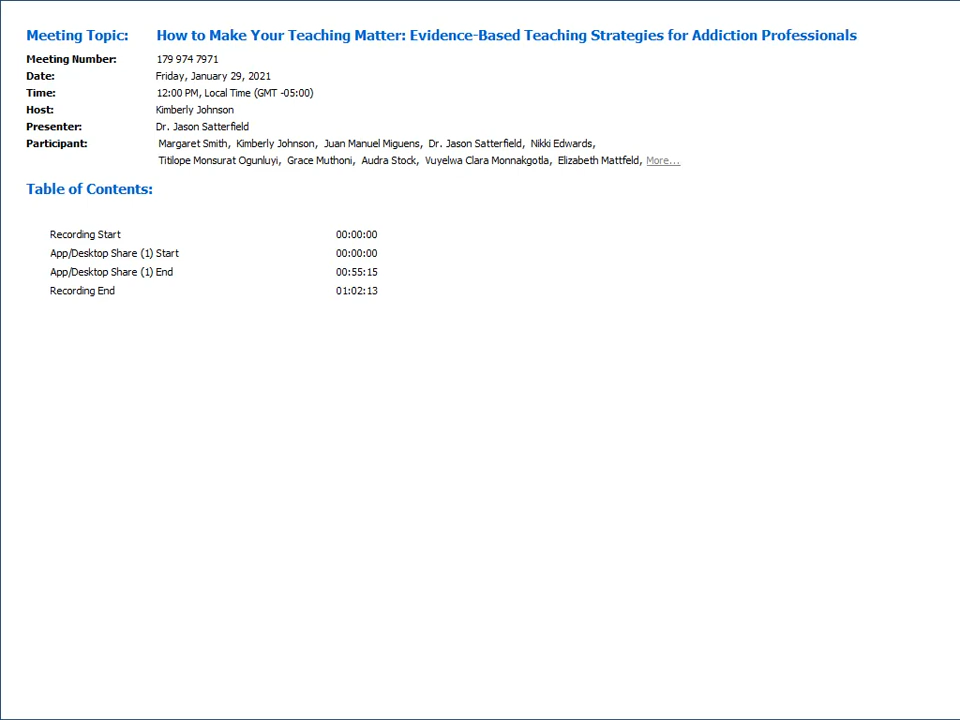 Meeting Topic: How to Make Your Teaching Matter: Evidence-Based Teaching Strategies for Addiction Professionals
Meeting Number: 179 974 7971
Date: Friday, January 29, 2021
Time: 12:00 PM, Local Time (GMT -05:00)
Host: Kimberly Johnson
Presenter: Dr. Jason Satterfield
Participant: Margaret Smith, Kimberly Johnson, Juan Manuel Miguens, Dr. Jason Satterfield, Nikki Edwards,
Titilope Monsurat Ogunluyi, Grace Muthoni, Audra Stock, Vuyelwa Clara Monnakgotla, Elizabeth Mattfeld, More...
Table of Contents:
Recording Start 00:00:00
App/Desktop Share (1) Start 00:00:00
App/Desktop Share (1) End 00:55:15
Recording End 01:02:13